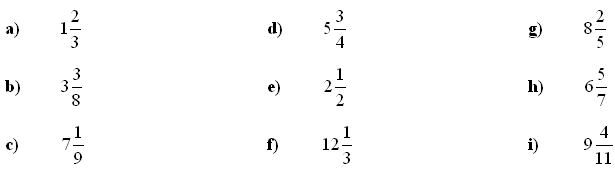 a) 1 2/3 d) 5 3/4 g) 8 2/5
b) 3 3/8 e) 2 1/2 h) 6 5/7
c) 7 1/9 f) 12 1/3 i) 9 4/11